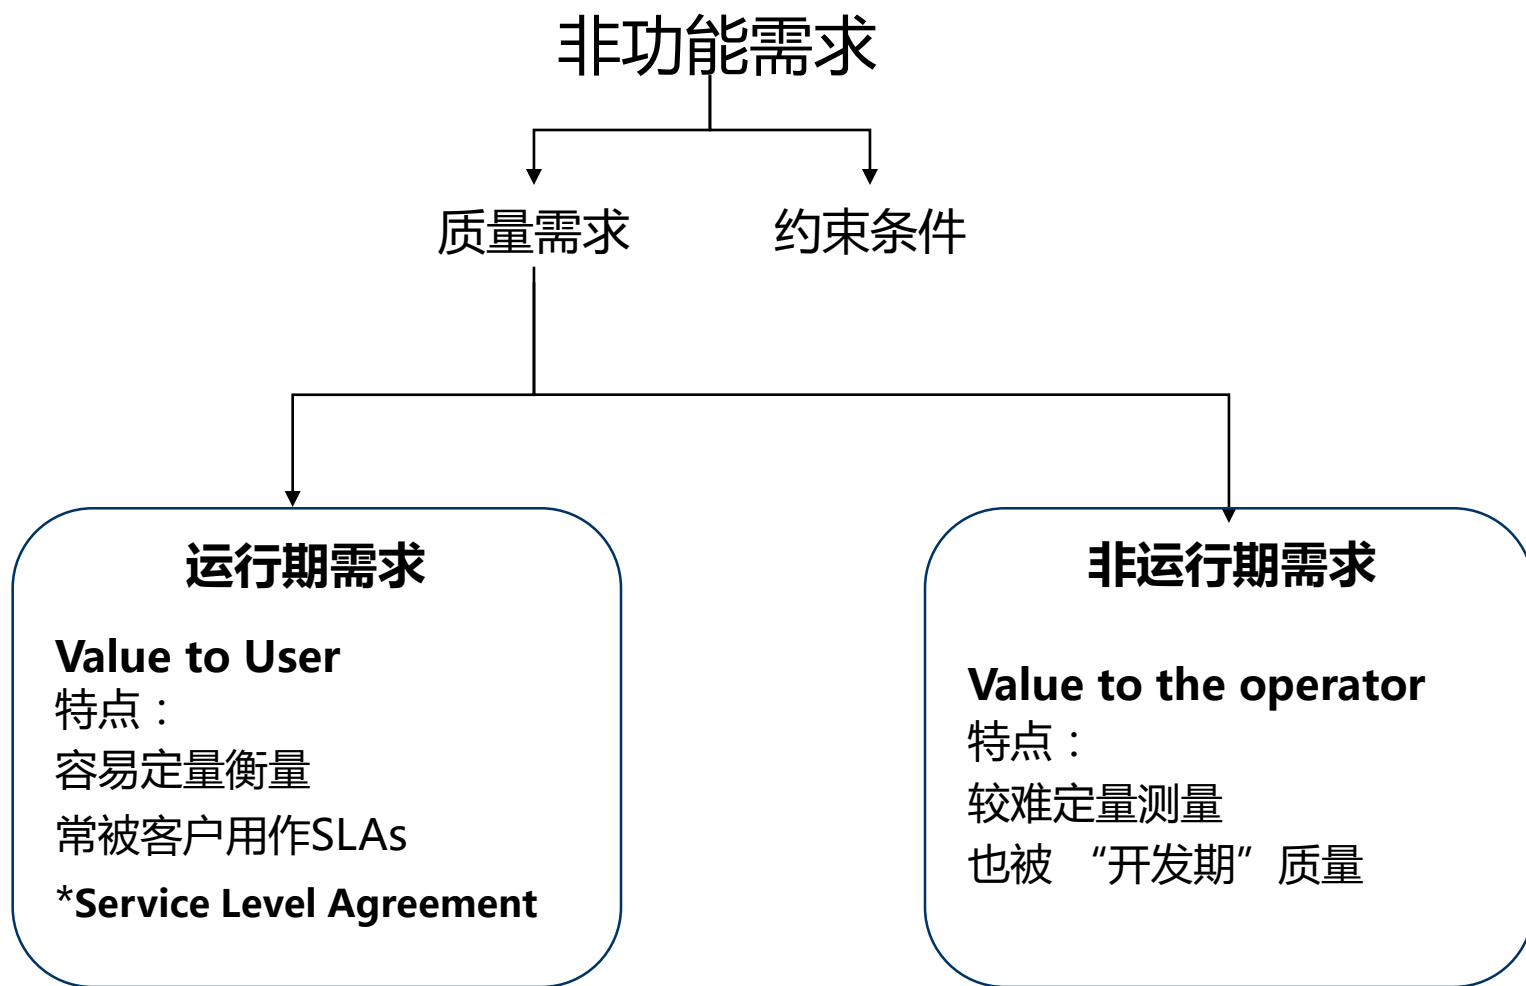 非功能需求
质量需求
约束条件
运行期需求
Value to User
特点：
容易定量衡量
常被客户用作SLAs
*Service Level Agreement
非运行期需求
Value to the operator
特点：
较难定量测量
也被 “开发期”质量